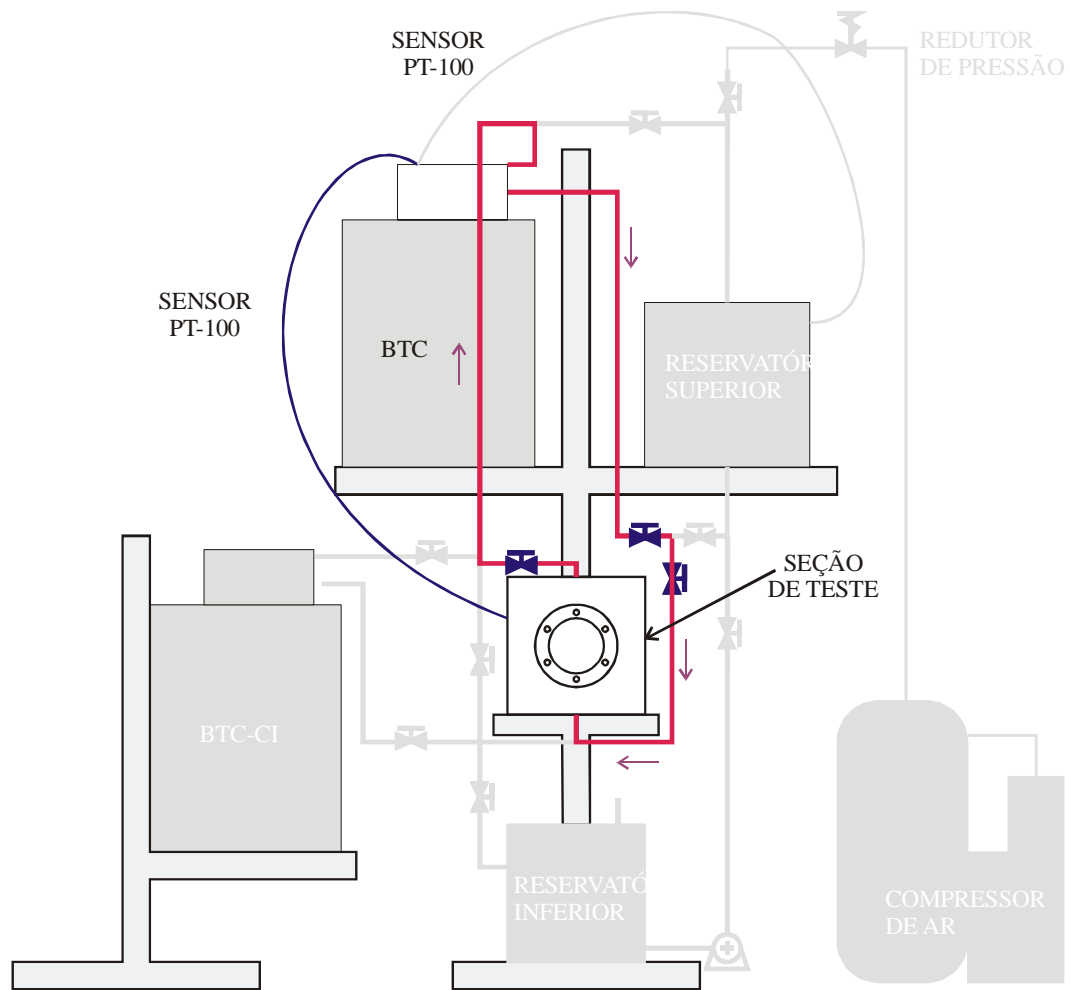 SENSOR
PT-100
REDUTOR
DE PRESSÃO
SENSOR
PT-100
BTC
RESERVATÓR
SUPERIOR
SEÇÃO
DE TESTE
BTC-CI
RESERVATÓ
INFERIOR
COMPRESSOR
DE AR